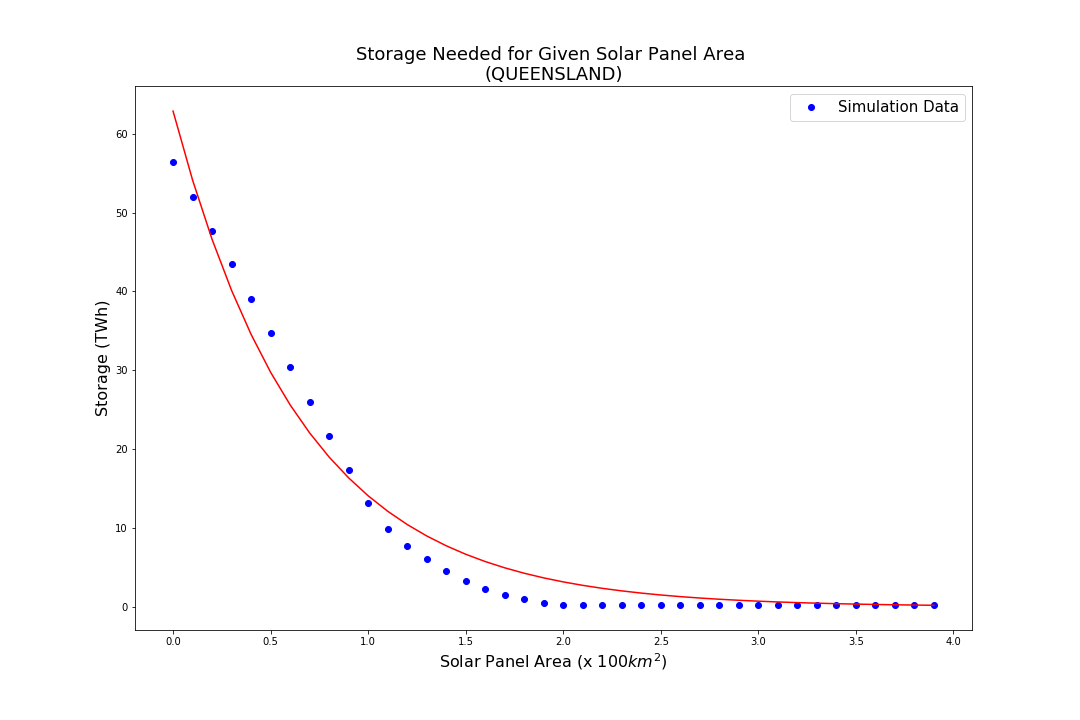 Storage Needed for Given Solar Panel Area
(QUEENSLAND)
Simulation Data
Storage (TWh)
60
50
40
30
20
10
0
0.0 0.5 1.0 1.5 2.0 2.5 3.0 3.5 4.0
Solar Panel Area (x 100km²)